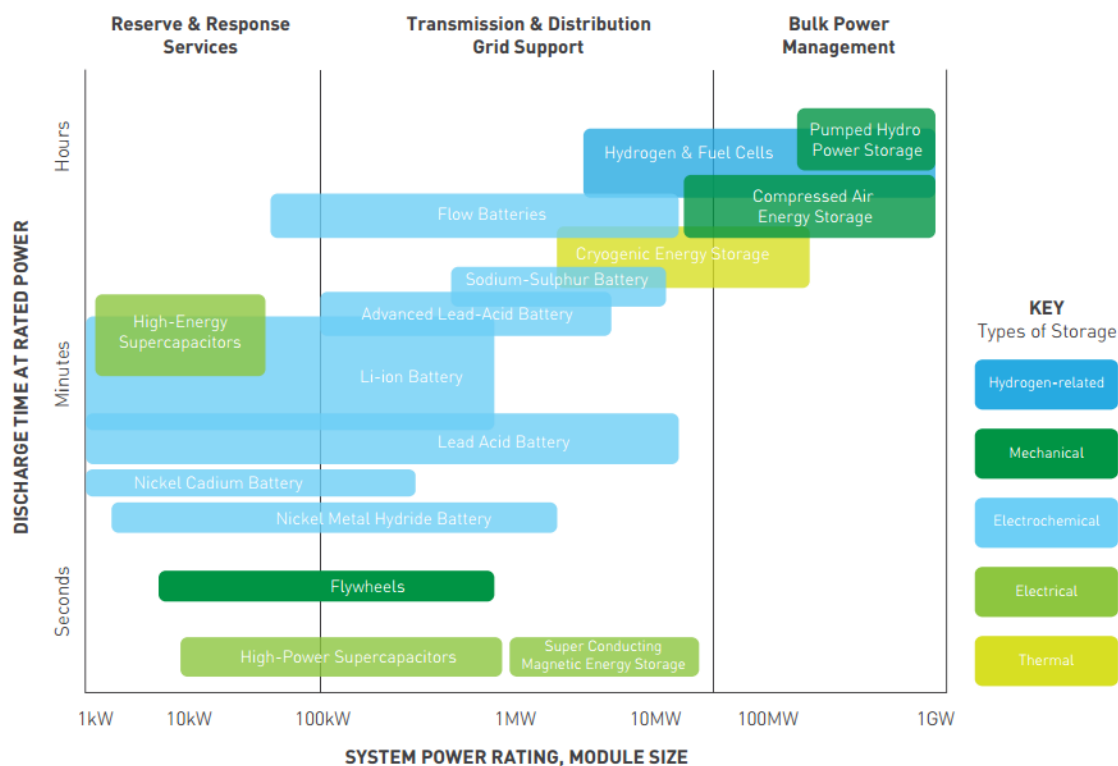 Reserve & Response
Services
Transmission & Distribution
Grid Support
Bulk Power
Management
DISCHARGE TIME AT RATED POWER
Hours
Minutes
Seconds
Pumped Hydro
Power Storage
Hydrogen & Fuel Cells
Compressed Air
Energy Storage
Flow Batteries
Cryogenic Energy Storage
Sodium-Sulphur Battery
Advanced Lead-Acid Battery
High-Energy
Supercapacitors
Li-ion Battery
Lead Acid Battery
Nickel Cadium Battery
Nickel Metal Hydride Battery
Flywheels
High-Power Supercapacitors
Super Conducting
Magnetic Energy Storage
1kW
10kW
100kW
1MW
10MW
100MW
1GW
SYSTEM POWER RATING, MODULE SIZE
KEY
Types of Storage
Hydrogen-related
Mechanical
Electrochemical
Electrical
Thermal